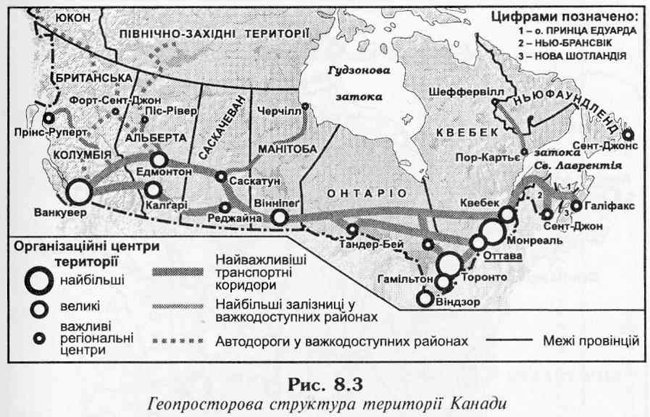 Цифрами позначено:
1 – о. ПРИНЦА ЕДУАРДА
2 – НЬЮ-БРАНСВІК
3 – НОВА ШОТЛАНДІЯ
ЮКОН
ПІВНІЧНО-ЗАХІДНІ ТЕРИТОРІЇ
БРИТАНСЬКА
КОЛУМБІЯ
Форт-Сент-Джон
Піс-Рівер
Прінс-Руперт
АЛЬБЕРТА
Едмонтон
Ванкувер
Калгарі
САСКАЧЕВАН
Саскатун
Реджайна
Черчілл
МАНІТОБА
Вінніпеґ
Гудзонова
затока
ОНТАРІО
Тандер-Бей
КВЕБЕК
Шеффервілл
НЬЮФАУНДЛЕНД
Сент-Джонс
Пор-Картьє
затока
Св. Лаврентія
1
2
3
Квебек
Галіфакс
Сент-Джон
Монреаль
Оттава
Торонто
Гамільтон
Віндзор
Організаційні центри
території
найбільші
великі
важливі
регіональні
центри
Найважливіші
транспортні
коридори
Найбільші залізниці у
важкодоступних районах
Автодороги у важкодоступних районах
Межі провінцій
Рис. 8.3
Геопросторова структура території Канади